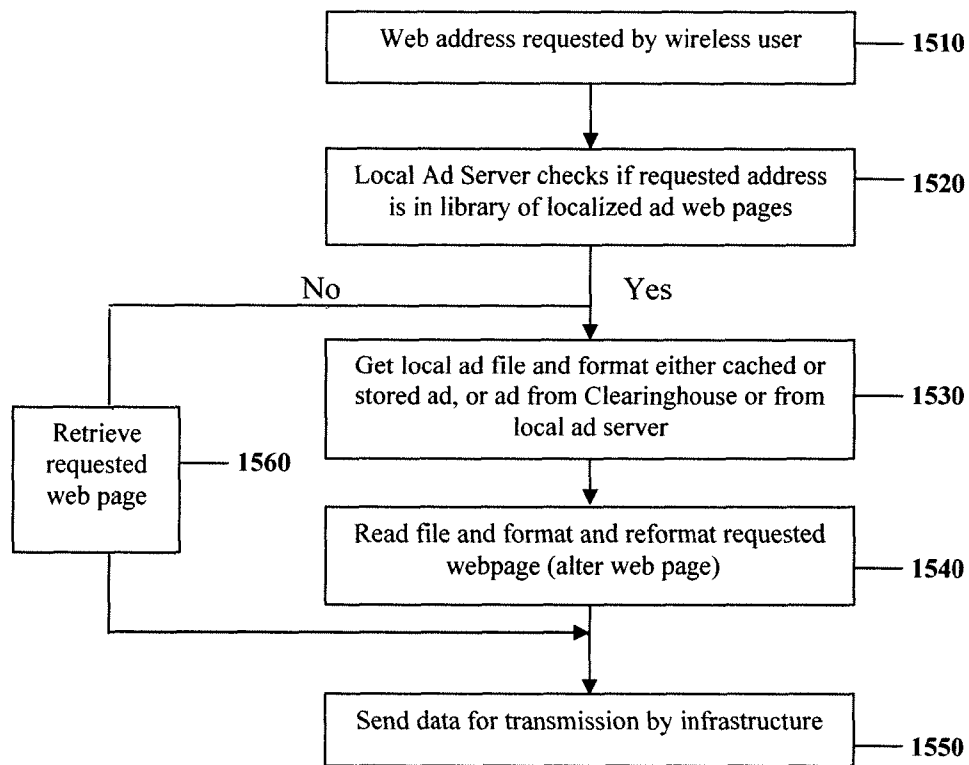 Web address requested by wireless user
1510
Local Ad Server checks if requested address
is in library of localized ad web pages
1520
No
Yes
Get local ad file and format either cached or
stored ad, or ad from Clearinghouse or from
local ad server
1530
Retrieve
requested
web page
1560
Read file and format and reformat requested
webpage (alter web page)
1540
Send data for transmission by infrastructure
1550